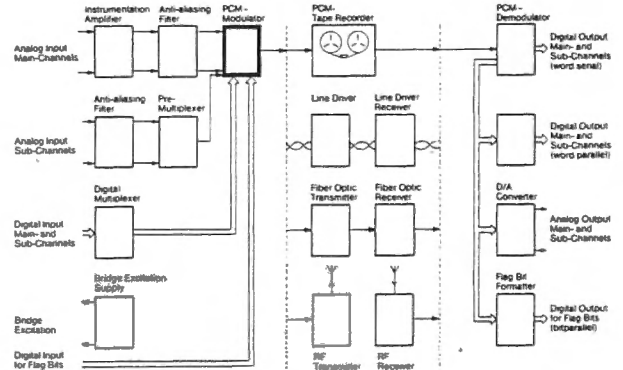 Instrumentation
Amplifier
Anti-aliasing
Filter
PCM -
Modulator
PCM-
Tape Recorder
PCM -
Demodulator
Analog Input
Main-Channels
Digital Output
Main- and
Sub-Channels
(word serial)
Anti-aliasing
Filter
Pre-
Multiplexer
Line Driver
Line Driver
Receiver
Analog Input
Sub-Channels
Digital Output
Main- and
Sub-Channels
(word parallel)
Digital
Multiplexer
Fiber Optic
Transmitter
Fiber Optic
Receiver
D/A
Converter
Digital Input
Main- and
Sub-Channels
Analog Output
Main- and
Sub-Channels
Bridge Excitation
Supply
Flag Bit
Formatter
Bridge
Excitation
Digital Output
for Flag Bits
(bitparallel)
Digital Input
for Flag Bits
RF
Transmitter
RF
Receiver